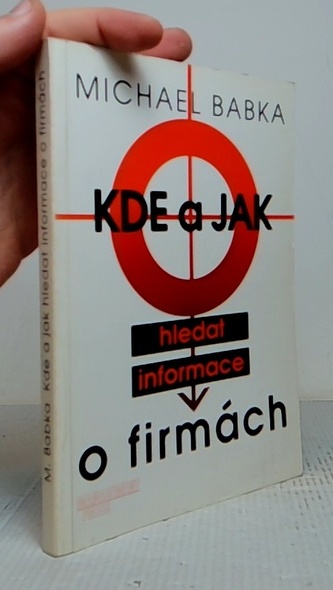 MICHAEL BABKA
KDE a JAK
hledat
informace
o firmách
M. Babka Kde a jak hledat informace o firmách